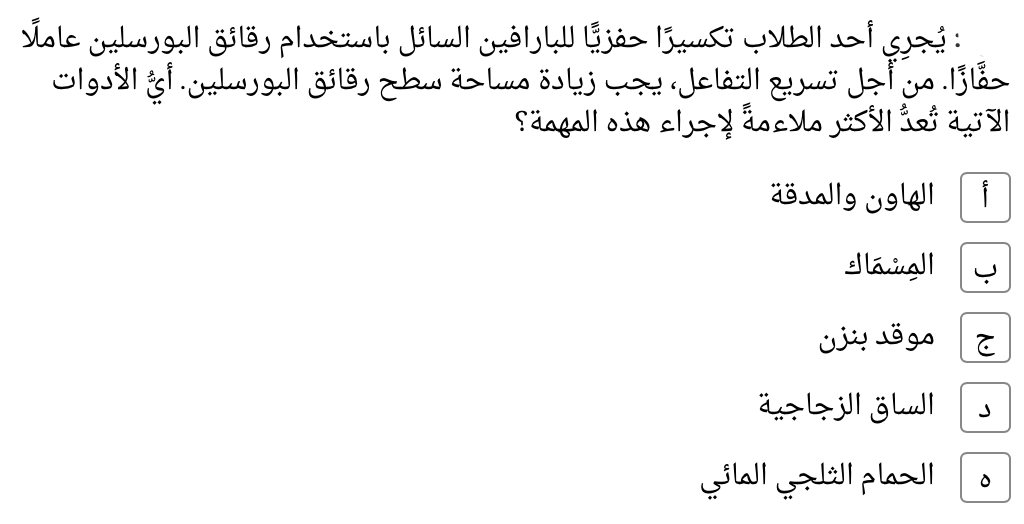 : يُجرِي أحد الطلاب تكسيرًا حفزيًّا للبارافين السائل باستخدام رقائق البورسلين عاملًا
حفَّازًا. من أجل تسريع التفاعل، يجب زيادة مساحة سطح رقائق البورسلين. أيُّ الأدوات
الآتية تُعدُّ الأكثر ملاءمةً لإجراء هذه المهمة؟
أ الهاون والمدقة
ب المِسْمَاك
ج موقد بنزن
د الساق الزجاجية
ه الحمام الثلجي المائي